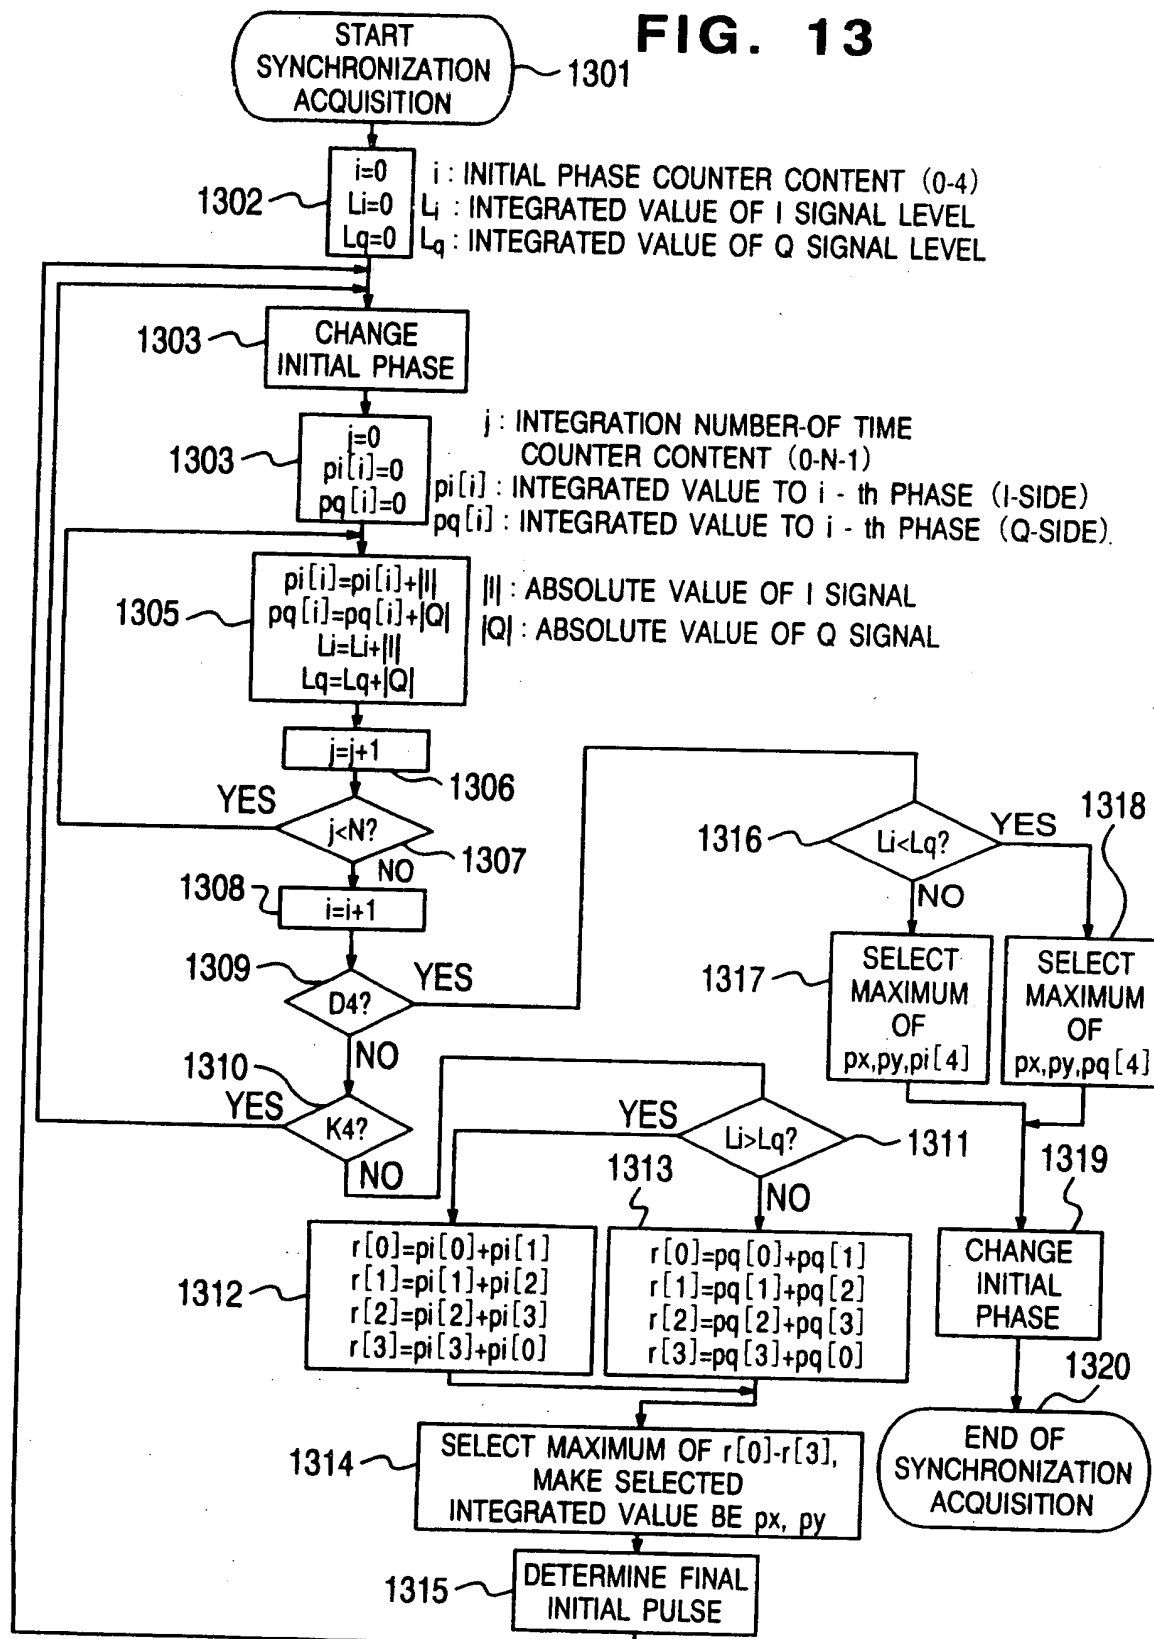 FIG. 13
START
SYNCHRONIZATION
ACQUISITION
1301
1302
i=0
Li=0
Lq=0
i : INITIAL PHASE COUNTER CONTENT (0-4)
Li : INTEGRATED VALUE OF I SIGNAL LEVEL
Lq : INTEGRATED VALUE OF Q SIGNAL LEVEL
1303
CHANGE
INITIAL PHASE
1303
j=0
pi[i]=0
pq[i]=0
j : INTEGRATION NUMBER-OF TIME
COUNTER CONTENT (0-N-1)
pi[i] : INTEGRATED VALUE TO i - th PHASE (I-SIDE)
pq[i] : INTEGRATED VALUE TO i - th PHASE (Q-SIDE).
1305
pi[i]=pi[i]+|I|
pq[i]=pq[i]+|Q|
Li=Li+|I|
Lq=Lq+|Q|
|I| : ABSOLUTE VALUE OF I SIGNAL
|Q| : ABSOLUTE VALUE OF Q SIGNAL
j=j+1
1306
YES
j<N?
1307
NO
1308
i=i+1
1309
D4?
YES
NO
1310
YES
K4?
NO
1316
Li<Lq?
YES
1318
NO
1317
SELECT
MAXIMUM
OF
px,py,pi[4]
SELECT
MAXIMUM
OF
px,py,pq[4]
YES
Li>Lq?
1311
NO
1312
r[0]=pi[0]+pi[1]
r[1]=pi[1]+pi[2]
r[2]=pi[2]+pi[3]
r[3]=pi[3]+pi[0]
1313
r[0]=pq[0]+pq[1]
r[1]=pq[1]+pq[2]
r[2]=pq[2]+pq[3]
r[3]=pq[3]+pq[0]
1319
CHANGE
INITIAL
PHASE
1320
END OF
SYNCHRONIZATION
ACQUISITION
1314
SELECT MAXIMUM OF r[0]-r[3],
MAKE SELECTED
INTEGRATED VALUE BE px, py
1315
DETERMINE FINAL
INITIAL PULSE